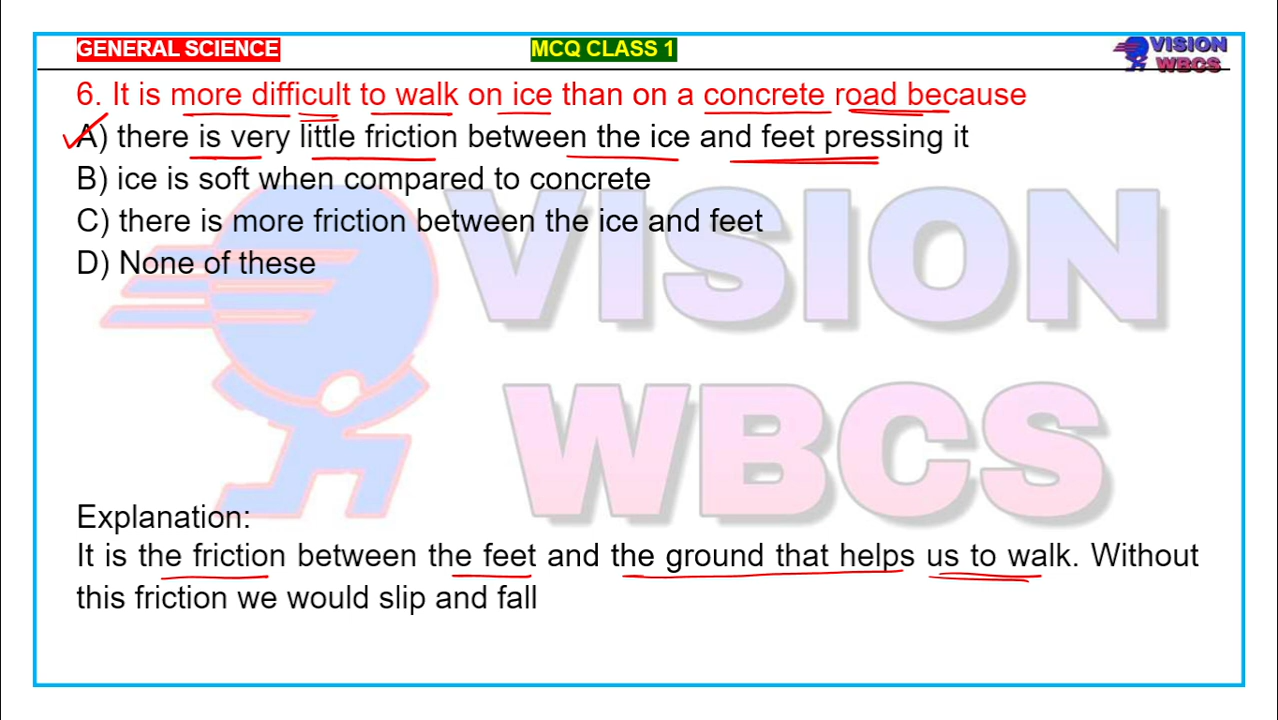 GENERAL SCIENCE
MCQ CLASS 1
VISION
WBCS
6. It is more difficult to walk on ice than on a concrete road because
A) there is very little friction between the ice and feet pressing it
B) ice is soft when compared to concrete
C) there is more friction between the ice and feet
D) None of these
VISION
WBCS
Explanation:
It is the friction between the feet and the ground that helps us to walk. Without
this friction we would slip and fall